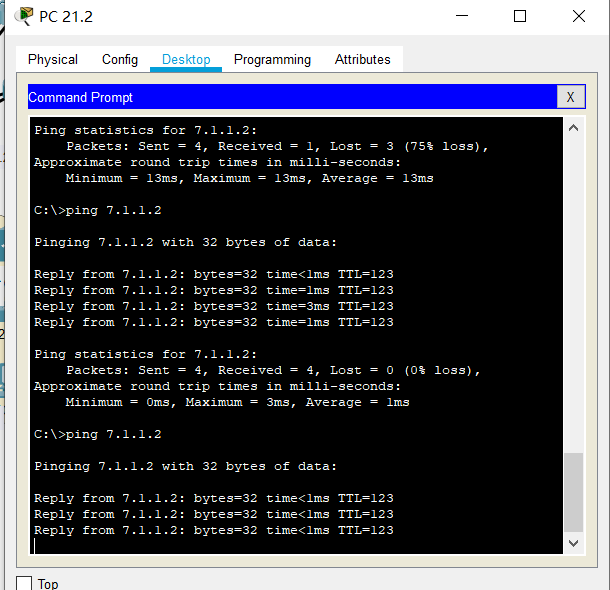 PC 21.2
Physical Config Desktop Programming Attributes
Command Prompt
X
Ping statistics for 7.1.1.2:
Packets: Sent = 4, Received = 1, Lost = 3 (75% loss),
Approximate round trip times in milli-seconds:
Minimum = 13ms, Maximum = 13ms, Average = 13ms
C:\>ping 7.1.1.2
Pinging 7.1.1.2 with 32 bytes of data:
Reply from 7.1.1.2: bytes=32 time<1ms TTL=123
Reply from 7.1.1.2: bytes=32 time=1ms TTL=123
Reply from 7.1.1.2: bytes=32 time=3ms TTL=123
Reply from 7.1.1.2: bytes=32 time=1ms TTL=123
Ping statistics for 7.1.1.2:
Packets: Sent = 4, Received = 4, Lost = 0 (0% loss),
Approximate round trip times in milli-seconds:
Minimum = 0ms, Maximum = 3ms, Average = 1ms
C:\>ping 7.1.1.2
Pinging 7.1.1.2 with 32 bytes of data:
Reply from 7.1.1.2: bytes=32 time<1ms TTL=123
Reply from 7.1.1.2: bytes=32 time<1ms TTL=123
Reply from 7.1.1.2: bytes=32 time<1ms TTL=123
Top